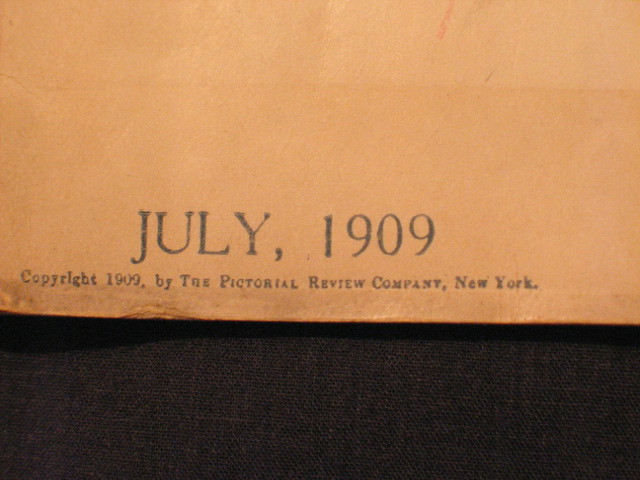 JULY, 1909
Copyright 1909, by THE PICTORIAL REVIEW COMPANY, New York.